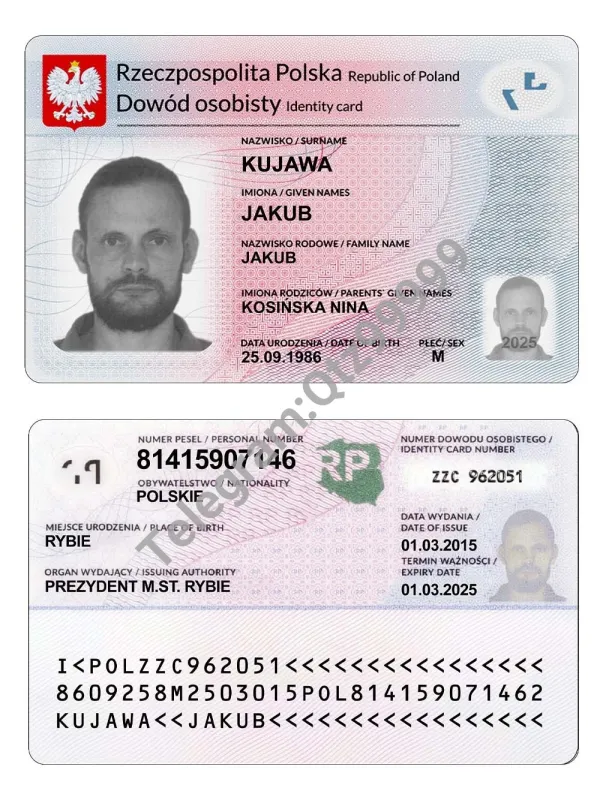 Rzeczpospolita Polska Republic of Poland
Dowód osobisty Identity card
NAZWISKO / SURNAME
KUJAWA
IMIONA / GIVEN NAMES
JAKUB
NAZWISKO RODOWE / FAMILY NAME
JAKUB
IMIONA RODZICÓW / PARENTS' GIVEN NAMES
KOSIŃSKA NINA
DATA URODZENIA / DATE OF BIRTH PŁEĆ / SEX
25.09.1986 M
2025
NUMER PESEL / PERSONAL NUMBER
81415907146
OBYWATELSTWO / NATIONALITY
POLSKIE
RP
NUMER DOWODU OSOBISTEGO /
IDENTITY CARD NUMBER
ZZC 962051
MIEJSCE URODZENIA / PLACE OF BIRTH
RYBIE
DATA WYDANIA /
DATE OF ISSUE
01.03.2015
ORGAN WYDAJĄCY / ISSUING AUTHORITY
PREZYDENT M.ST. RYBIE
TERMIN WAŻNOŚCI /
EXPIRY DATE
01.03.2025
I<POLZZC962051<<<<<<<<<<<<<<<<
8609258M2503015POL814159071462
KUJAWA<<JAKUB<<<<<<<<<<<<<<<<<